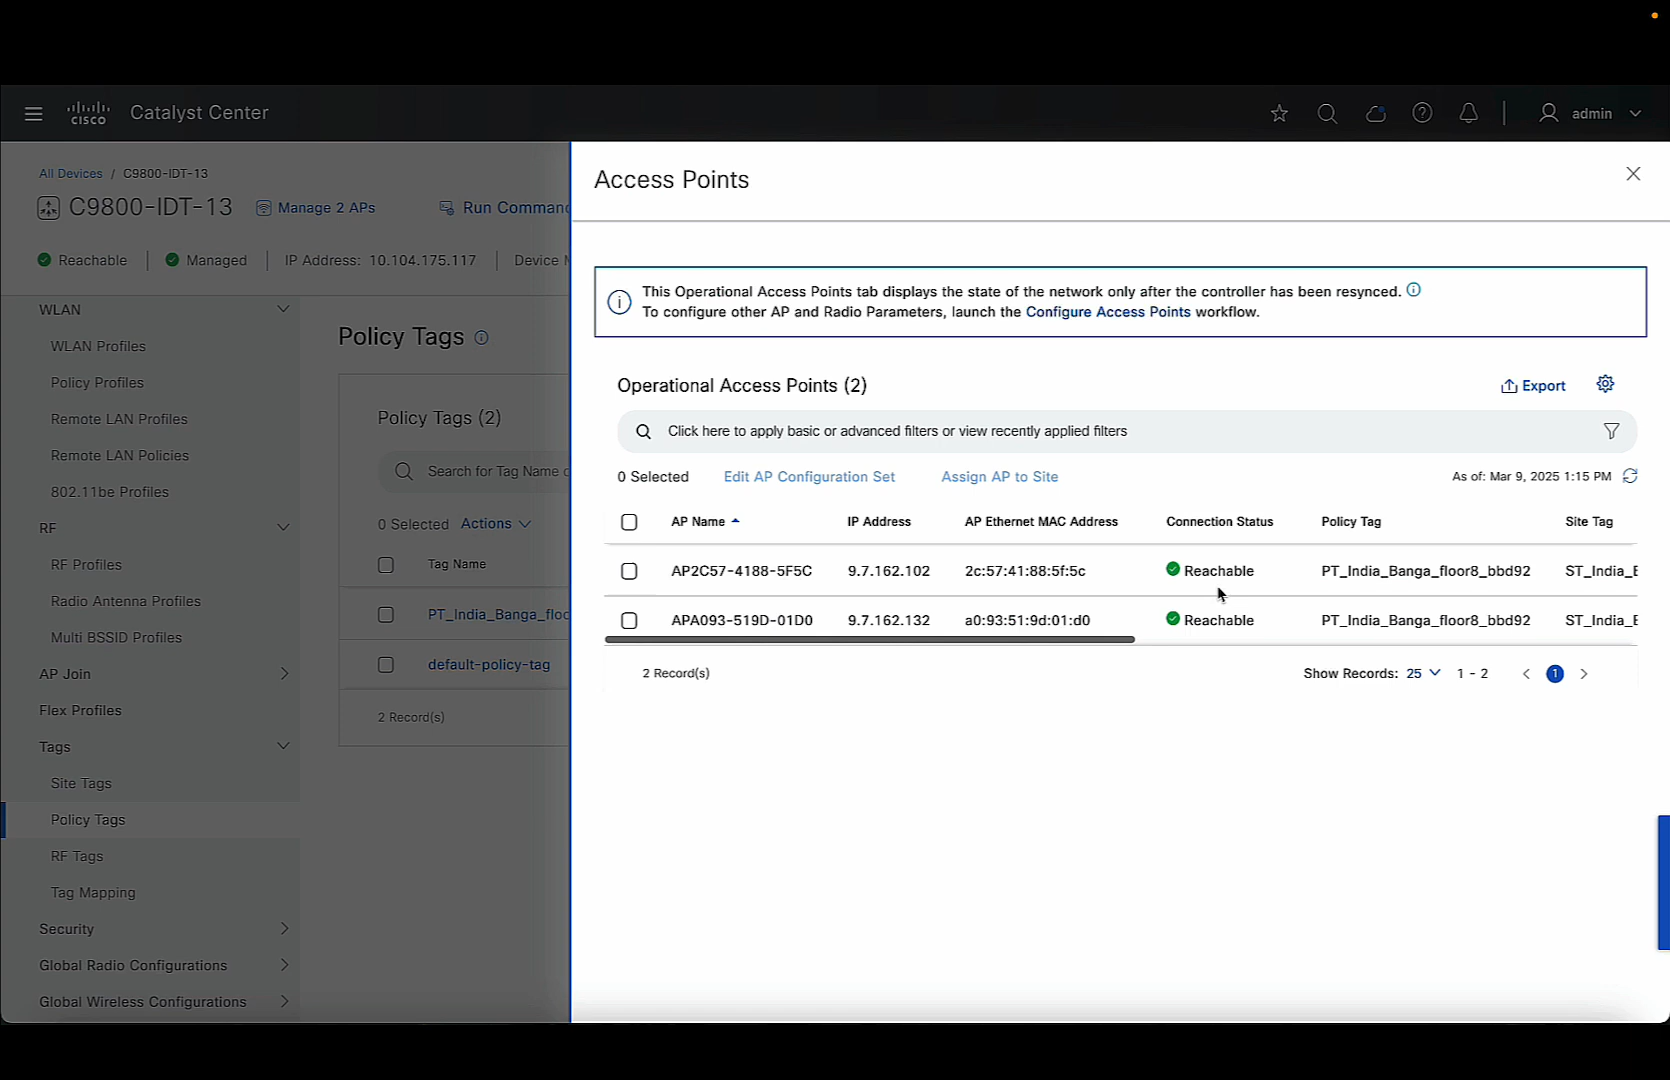 cisco
Catalyst Center
admin
All Devices / C9800-IDT-13
C9800-IDT-13
Manage 2 APs
Run
Reachable
Managed
IP Address: 10.104.175.117
Device
WLAN
WLAN Profiles
Policy Profiles
Remote LAN Profiles
Remote LAN Policies
802.11be Profiles
RF
RF Profiles
Radio Antenna Profiles
Multi BSSID Profiles
AP Join
Flex Profiles
Tags
Site Tags
Policy Tags
RF Tags
Tag Mapping
Security
Global Radio Configurations
Global Wireless Configurations
Policy Tags
Policy Tags (2)
Search for Tag Name
0 Selected Actions
Tag Name
PT_India_Banga_floo
default-policy-tag
2 Record(s)
Access Points
This Operational Access Points tab displays the state of the network only after the controller has been resynced.
To configure other AP and Radio Parameters, launch the Configure Access Points workflow.
Operational Access Points (2)
Export
Click here to apply basic or advanced filters or view recently applied filters
0 Selected Edit AP Configuration Set Assign AP to Site As of: Mar 9, 2025 1:15 PM
AP Name IP Address AP Ethernet MAC Address Connection Status Policy Tag Site Tag
AP2C57-4188-5F5C 9.7.162.102 2c:57:41:88:5f:5c Reachable PT_India_Banga_floor8_bbd92 ST_India_
APA093-519D-01D0 9.7.162.132 a0:93:51:9d:01:d0 Reachable PT_India_Banga_floor8_bbd92 ST_India_
2 Record(s)
Show Records: 25 1 - 2 1